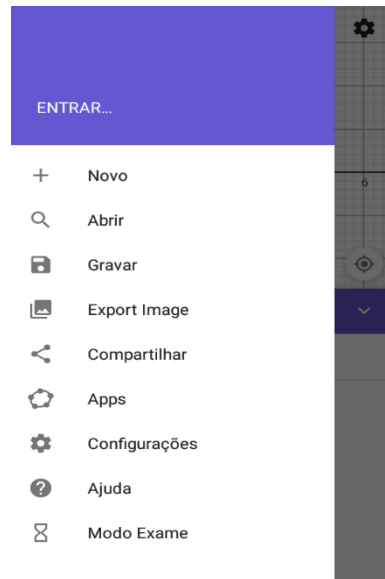 ENTRAR...
Novo
Abrir
Gravar
Export Image
Compartilhar
Apps
Configurações
Ajuda
Modo Exame
6